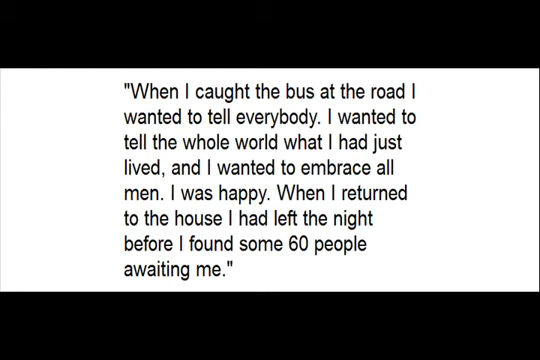 "When I caught the bus at the road I
wanted to tell everybody. I wanted to
tell the whole world what I had just
lived, and I wanted to embrace all
men. I was happy. When I returned
to the house I had left the night
before I found some 60 people
awaiting me."